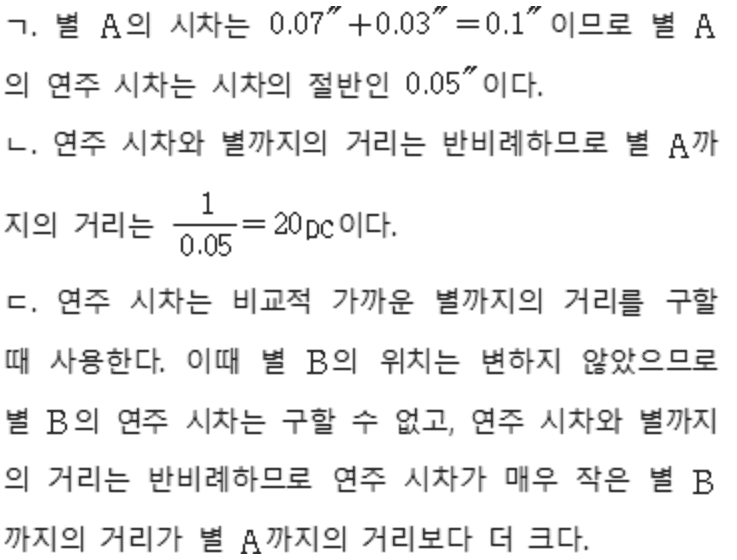 ㄱ. 별 A의 시차는 0.07″+0.03″=0.1″이므로 별 A
의 연주 시차는 시차의 절반인 0.05″이다.
ㄴ. 연주 시차와 별까지의 거리는 반비례하므로 별 A까
지의 거리는 1/0.05 = 20pc이다.
ㄷ. 연주 시차는 비교적 가까운 별까지의 거리를 구할
때 사용한다. 이때 별 B의 위치는 변하지 않았으므로
별 B의 연주 시차는 구할 수 없고, 연주 시차와 별까지
의 거리는 반비례하므로 연주 시차가 매우 작은 별 B
까지의 거리가 별 A까지의 거리보다 더 크다.